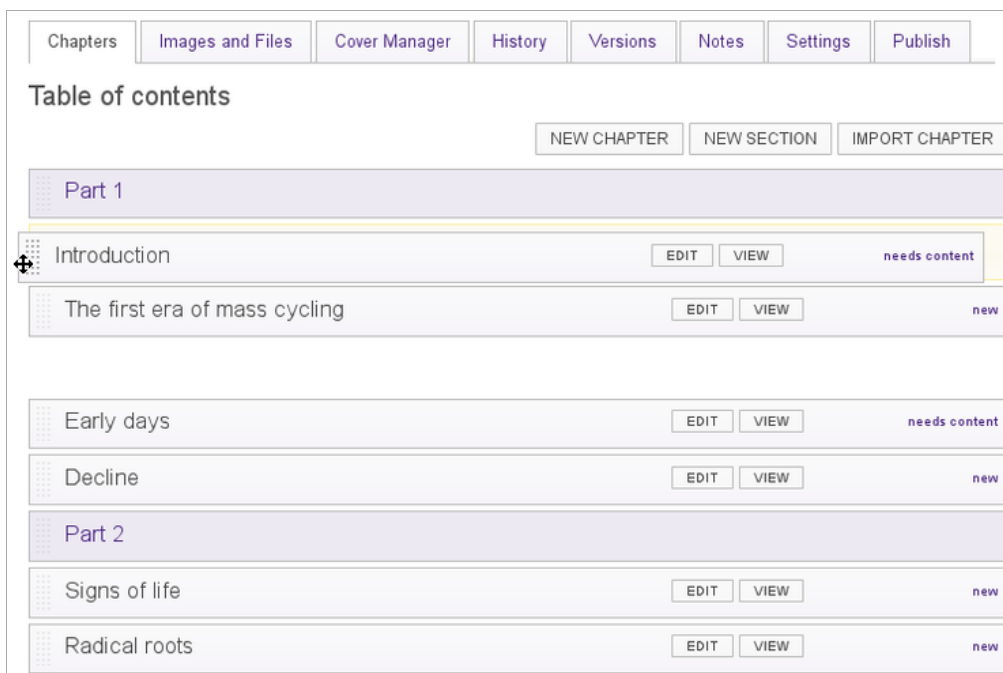 Chapters Images and Files Cover Manager History Versions Notes Settings Publish
Table of contents
NEW CHAPTER NEW SECTION IMPORT CHAPTER
Part 1
Introduction EDIT VIEW needs content
The first era of mass cycling EDIT VIEW new
Early days EDIT VIEW needs content
Decline EDIT VIEW new
Part 2
Signs of life EDIT VIEW new
Radical roots EDIT VIEW new